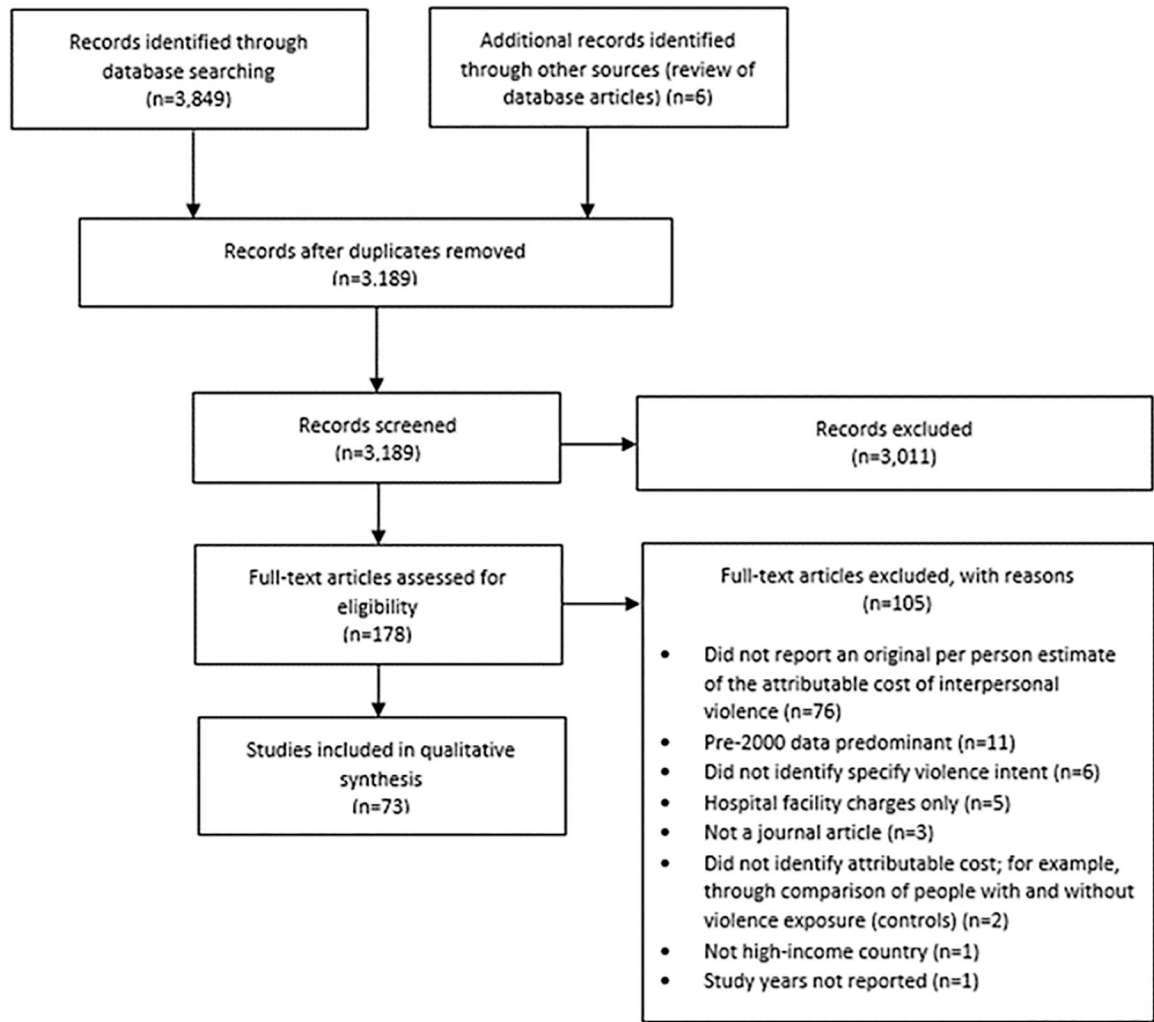 Records identified through
database searching
(n=3,849)
Additional records identified
through other sources (review of
database articles) (n=6)
Records after duplicates removed
(n=3,189)
Records screened
(n=3,189)
Records excluded
(n=3,011)
Full-text articles assessed for
eligibility
(n=178)
Full-text articles excluded, with reasons
(n=105)
• Did not report an original per person estimate
of the attributable cost of interpersonal
violence (n=76)
• Pre-2000 data predominant (n=11)
• Did not identify specify violence intent (n=6)
• Hospital facility charges only (n=5)
• Not a journal article (n=3)
• Did not identify attributable cost; for example,
through comparison of people with and without
violence exposure (controls) (n=2)
• Not high-income country (n=1)
• Study years not reported (n=1)
Studies included in qualitative
synthesis
(n=73)